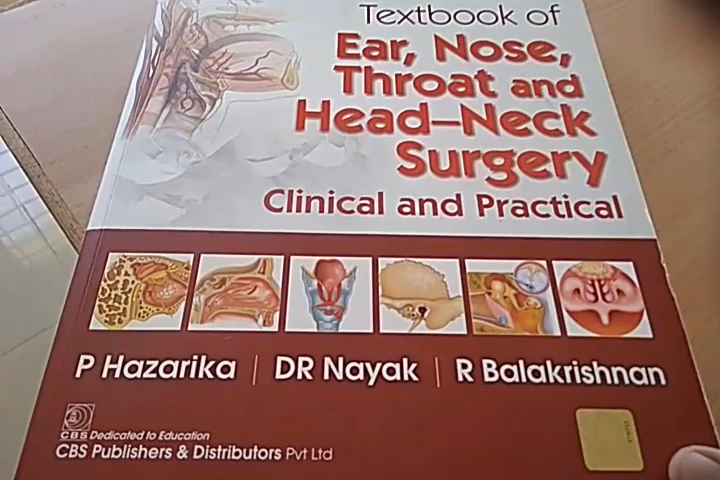 Textbook of
Ear, Nose,
Throat and
Head–Neck
Surgery
Clinical and Practical
P Hazarika | DR Nayak | R Balakrishnan
CBS Dedicated to Education
CBS Publishers & Distributors Pvt Ltd